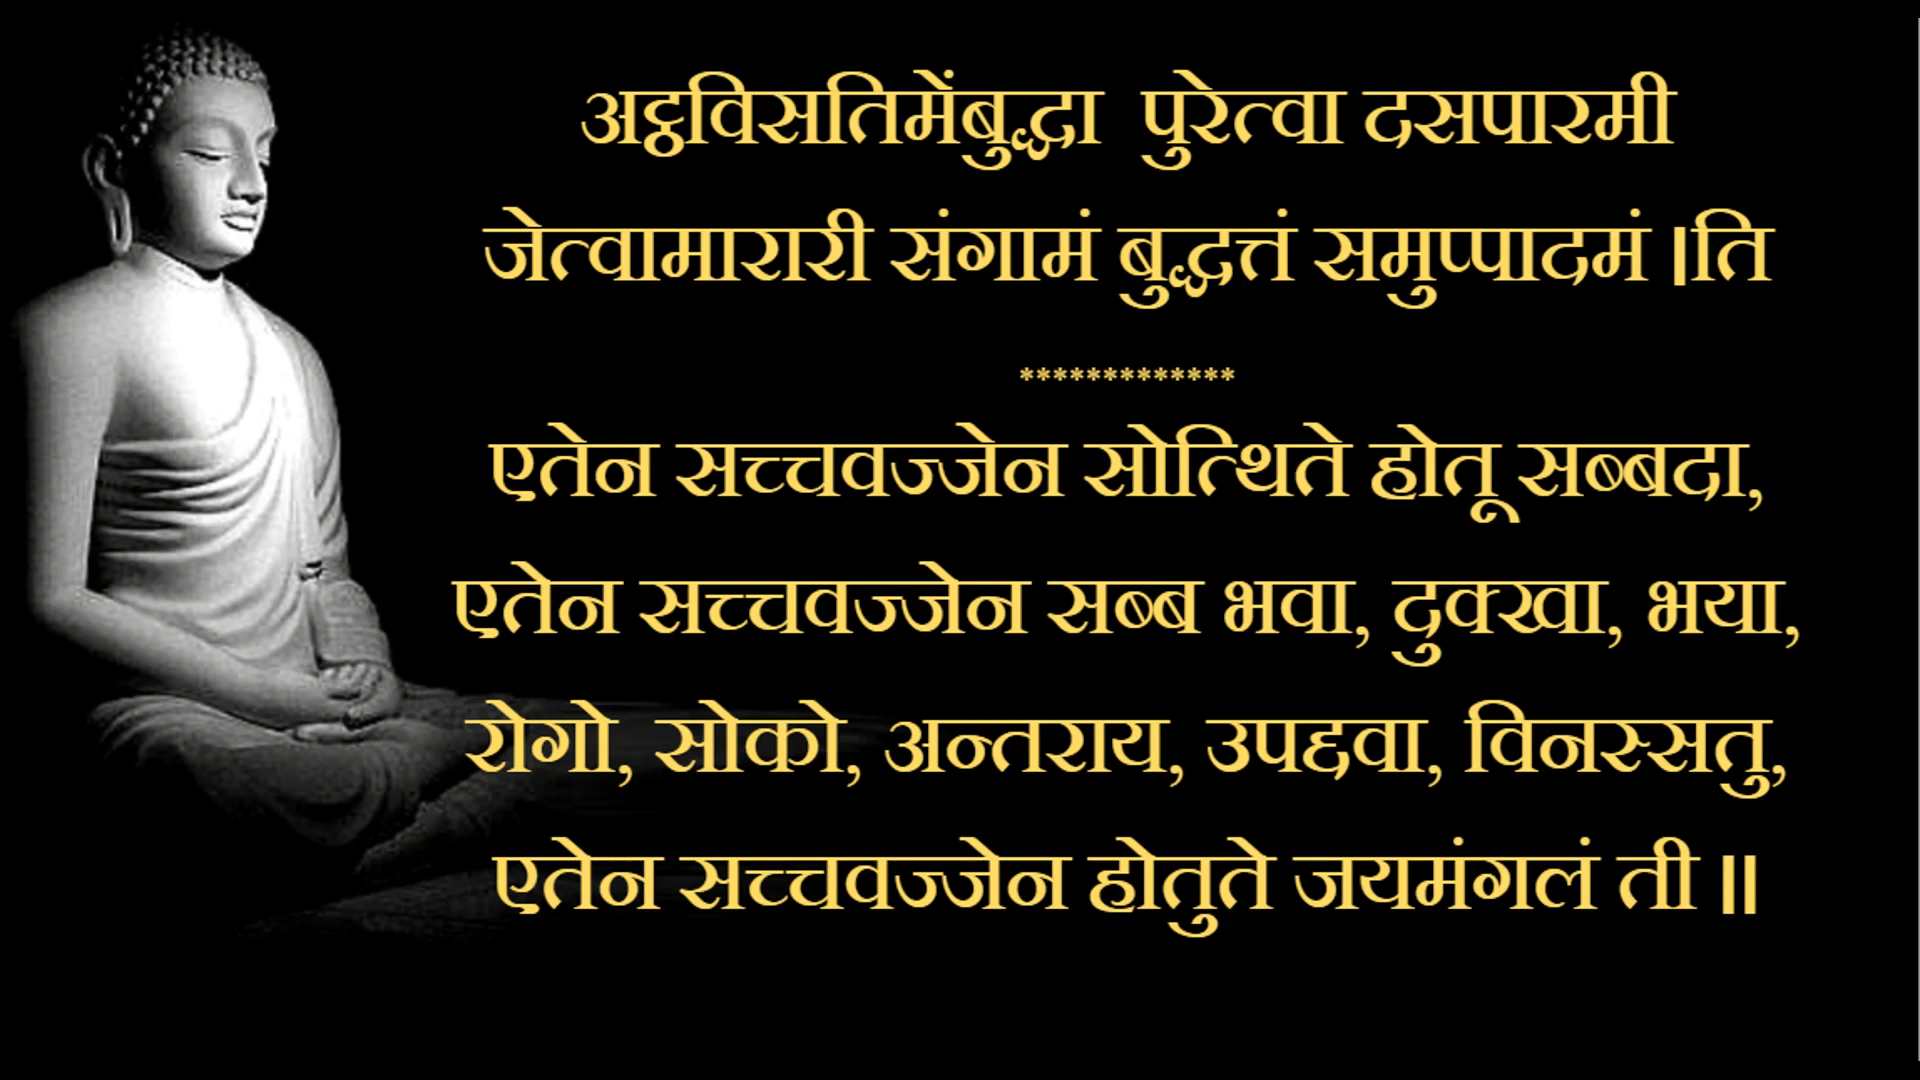 अट्ठविसतिमेंबुद्धा पुरेत्वा दसपारमी
जेत्वामारारी संगामं बुद्धत्तं समुप्पादमं ।ति
*************
एतेन सच्चवज्जेन सोत्थिते होतू सब्बदा,
एतेन सच्चवज्जेन सब्ब भवा, दुक्खा, भया,
रोगो, सोको, अन्तराय, उपद्दवा, विनस्सतु,
एतेन सच्चवज्जेन होतुते जयमंगलं ती ॥